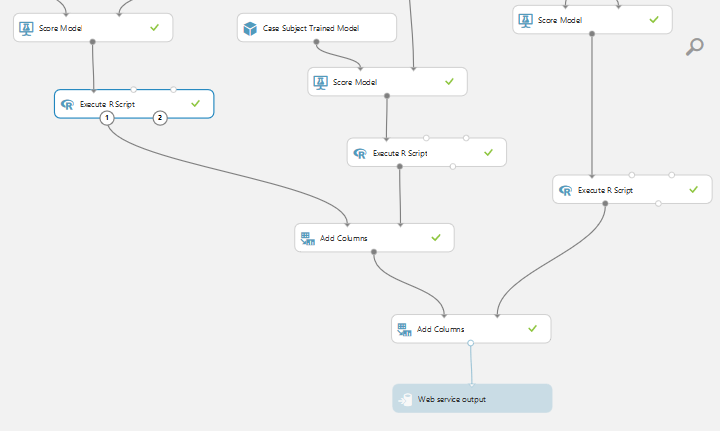 Score Model
Case Subject Trained Model
Score Model
Score Model
Execute R Script
1
2
Execute R Script
Execute R Script
Add Columns
Add Columns
Web service output